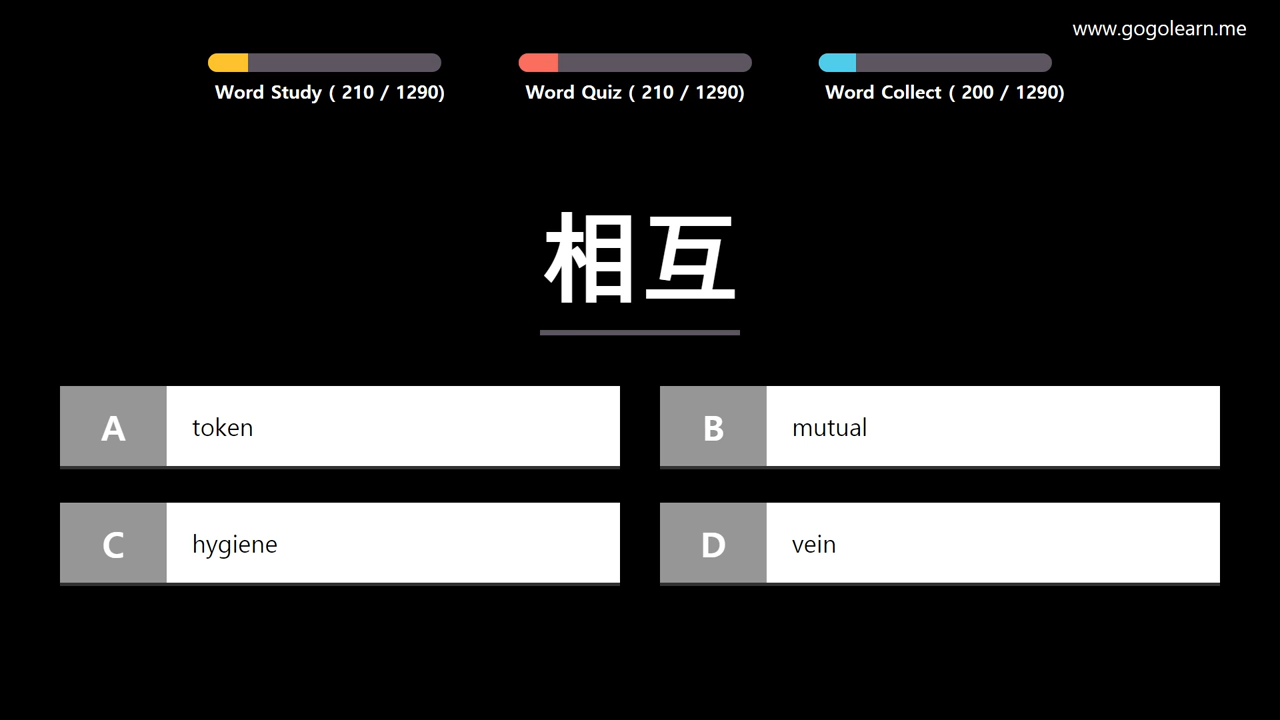 www.gogolearn.me
Word Study ( 210 / 1290)
Word Quiz ( 210 / 1290)
Word Collect ( 200 / 1290)
相互
A token
B mutual
C hygiene
D vein